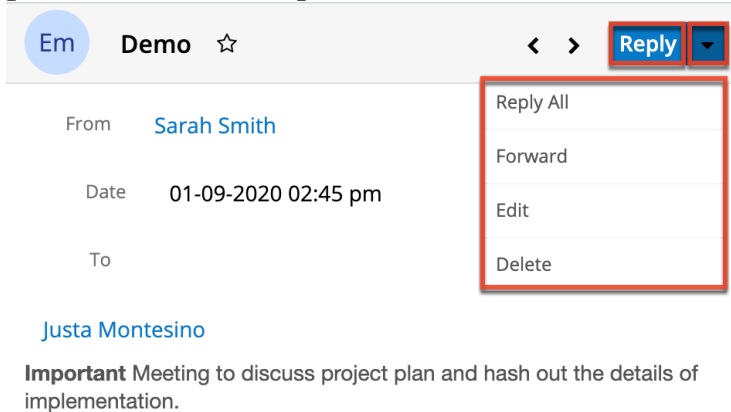 Em Demo Reply
Reply All
From Sarah Smith
Forward
Date 01-09-2020 02:45 pm
Edit
To
Delete
Justa Montesino
Important Meeting to discuss project plan and hash out the details of
implementation.